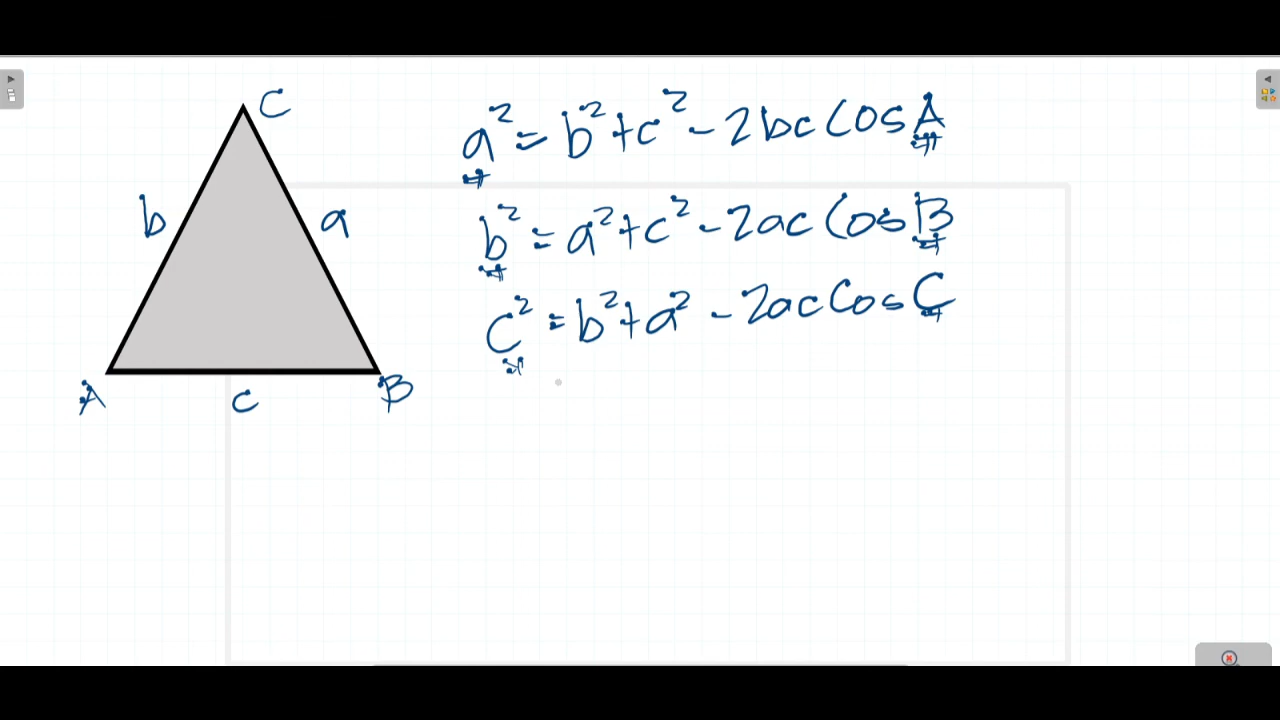 C
b
a
A
c
B
a² = b² + c² - 2bc Cos A
b² = a² + c² - 2ac Cos B
C² = b² + a² - 2ac Cos C